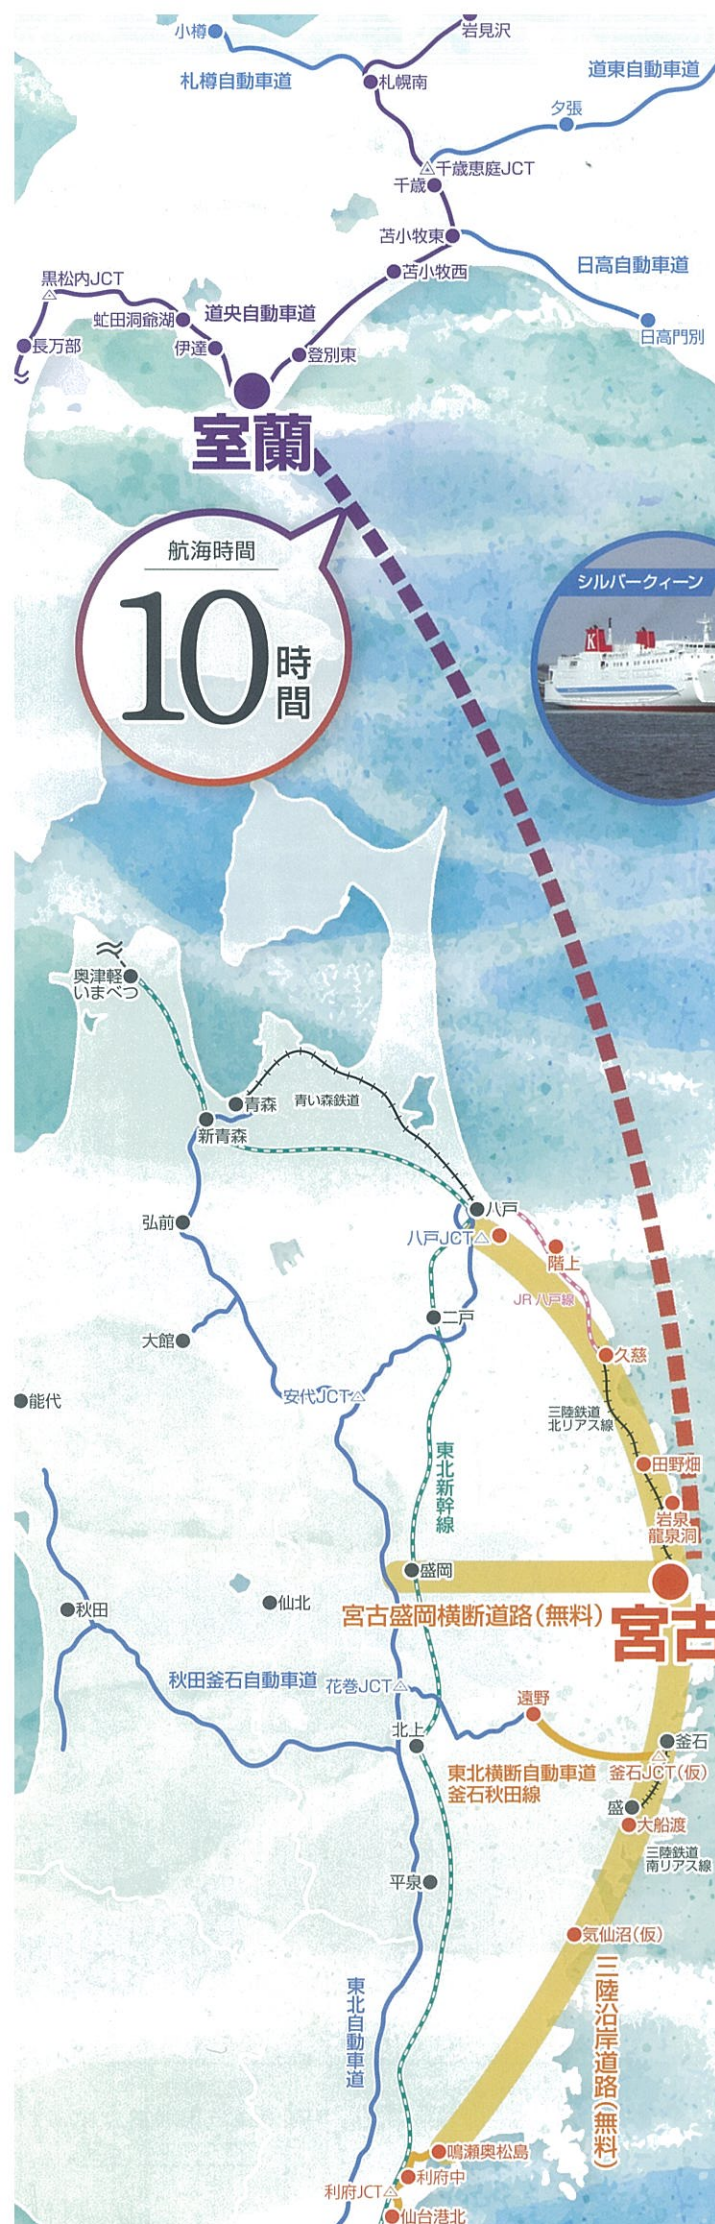 小樽
岩見沢
札樽自動車道
札幌南
道東自動車道
夕張
千歳恵庭JCT
千歳
苫小牧東
苫小牧西
日高自動車道
黒松内JCT
虻田洞爺湖
道央自動車道
長万部
伊達
登別東
日高門別
室蘭
航海時間
10時間
シルバークィーン
K
奥津軽
いまべつ
青森
青い森鉄道
新青森
弘前
八戸
八戸JCT
階上
JR八戸線
二戸
大館
久慈
安代JCT
能代
三陸鉄道
北リアス線
東北新幹線
田野畑
岩泉
龍泉洞
盛岡
秋田
仙北
宮古盛岡横断道路(無料)
宮古
秋田釜石自動車道
花巻JCT
遠野
北上
釜石
東北横断自動車道
釜石秋田線
釜石JCT(仮)
盛
大船渡
三陸鉄道
南リアス線
平泉
気仙沼(仮)
三陸沿岸道路(無料)
東北自動車道
鳴瀬奥松島
利府中
利府JCT
仙台港北